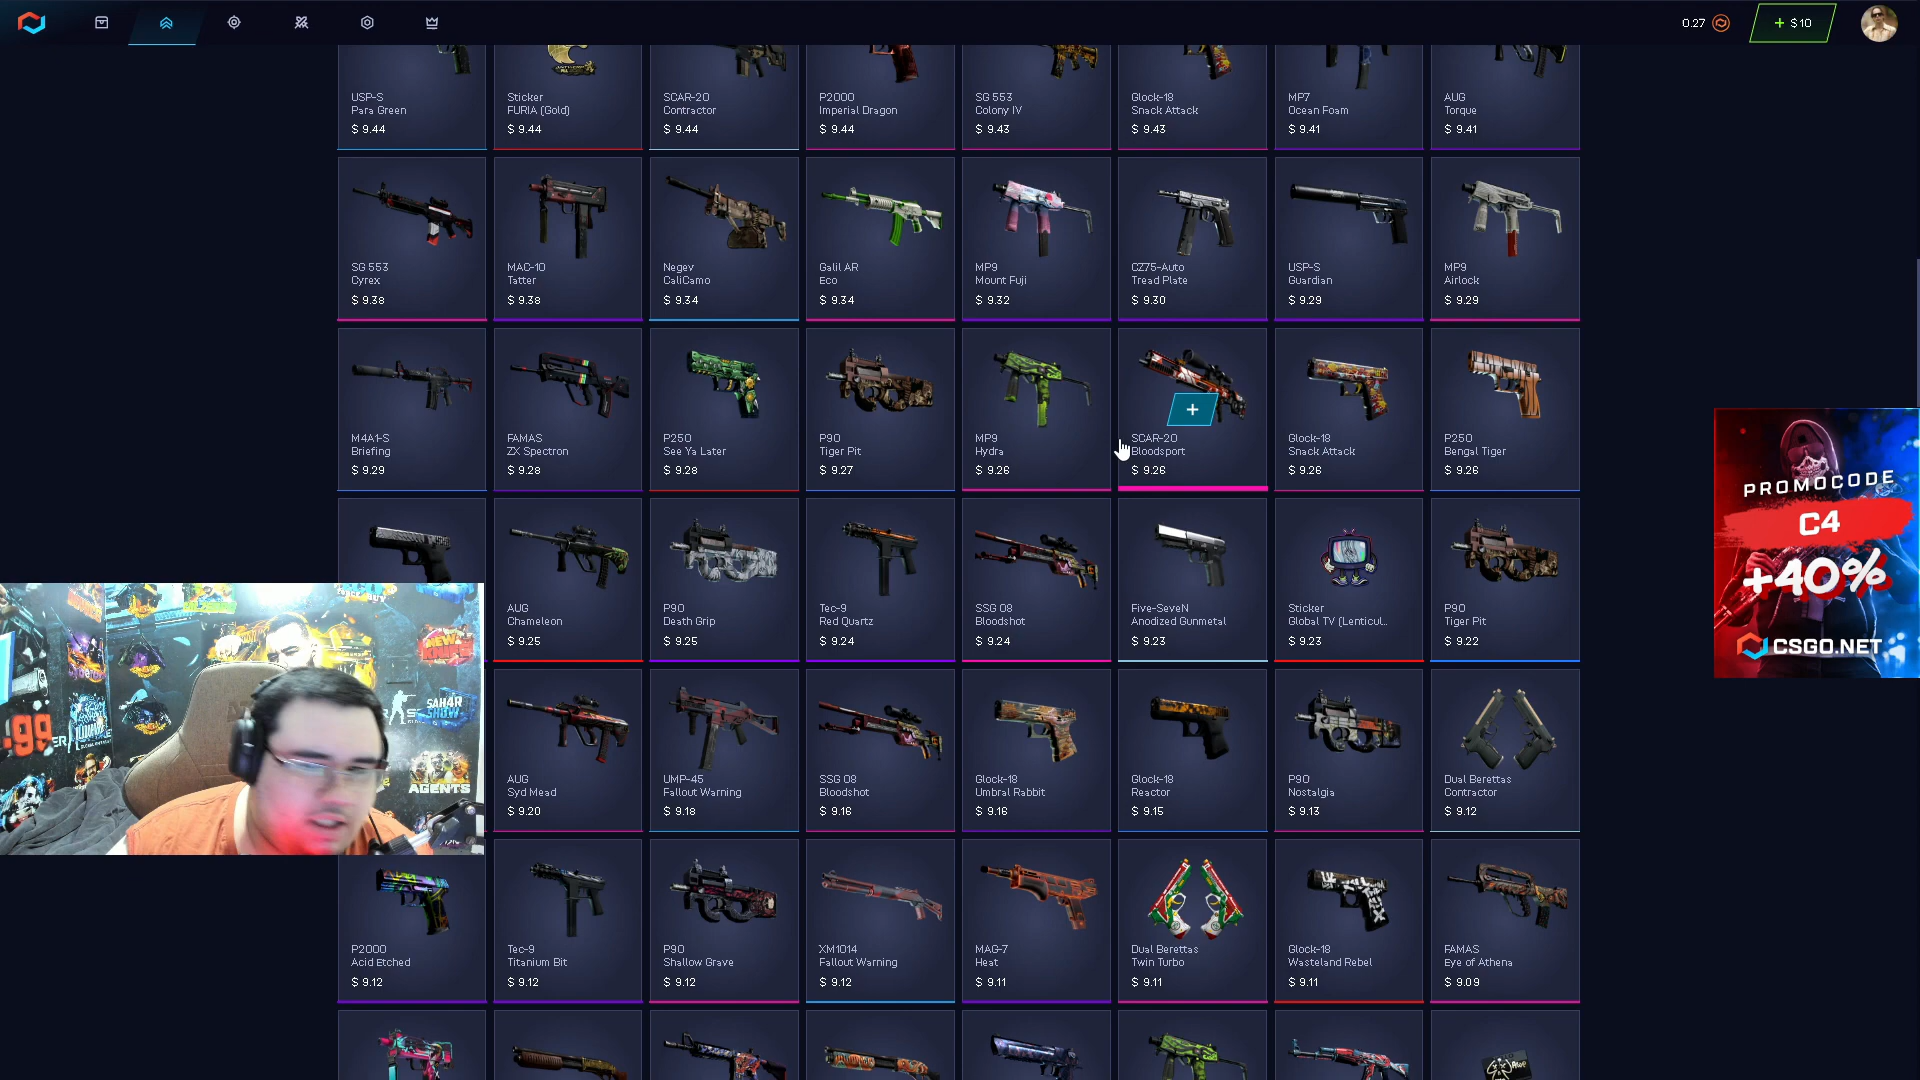 0.27
+ $ 10
USP-S
Para Green
$ 9.44
Sticker
FURIA (Gold)
$ 9.44
SCAR-20
Contractor
$ 9.44
P2000
Imperial Dragon
$ 9.44
SG 553
Colony IV
$ 9.43
Glock-18
Snack Attack
$ 9.43
MP7
Ocean Foam
$ 9.41
AUG
Torque
$ 9.41
SG 553
Cyrex
$ 9.38
MAC-10
Tatter
$ 9.38
Negev
CaliCamo
$ 9.34
Galil AR
Eco
$ 9.34
MP9
Mount Fuji
$ 9.32
CZ75-Auto
Tread Plate
$ 9.30
USP-S
Guardian
$ 9.29
MP9
Airlock
$ 9.29
M4A1-S
Briefing
$ 9.29
FAMAS
ZX Spectron
$ 9.28
P250
See Ya Later
$ 9.28
P90
Tiger Pit
$ 9.27
MP9
Hydra
$ 9.26
+
SCAR-20
Bloodsport
$ 9.26
Glock-18
Snack Attack
$ 9.26
P250
Bengal Tiger
$ 9.26
PROMOCODE
C4
+40%
CSGO.NET
AUG
Chameleon
$ 9.25
P90
Death Grip
$ 9.25
Tec-9
Red Quartz
$ 9.24
SSG 08
Bloodshot
$ 9.24
Five-SeveN
Anodized Gunmetal
$ 9.23
Sticker
Global TV (Lenticul..
$ 9.23
P90
Tiger Pit
$ 9.22
-99
SAH4R
SHOW
AGENTS
AUG
Syd Mead
$ 9.20
UMP-45
Fallout Warning
$ 9.18
SSG 08
Bloodshot
$ 9.16
Glock-18
Umbral Rabbit
$ 9.16
Glock-18
Reactor
$ 9.15
P90
Nostalgia
$ 9.13
Dual Berettas
Contractor
$ 9.12
P2000
Acid Etched
$ 9.12
Tec-9
Titanium Bit
$ 9.12
P90
Shallow Grave
$ 9.12
XM1014
Fallout Warning
$ 9.12
MAG-7
Heat
$ 9.11
Dual Berettas
Twin Turbo
$ 9.11
Glock-18
Wasteland Rebel
$ 9.11
FAMAS
Eye of Athena
$ 9.09